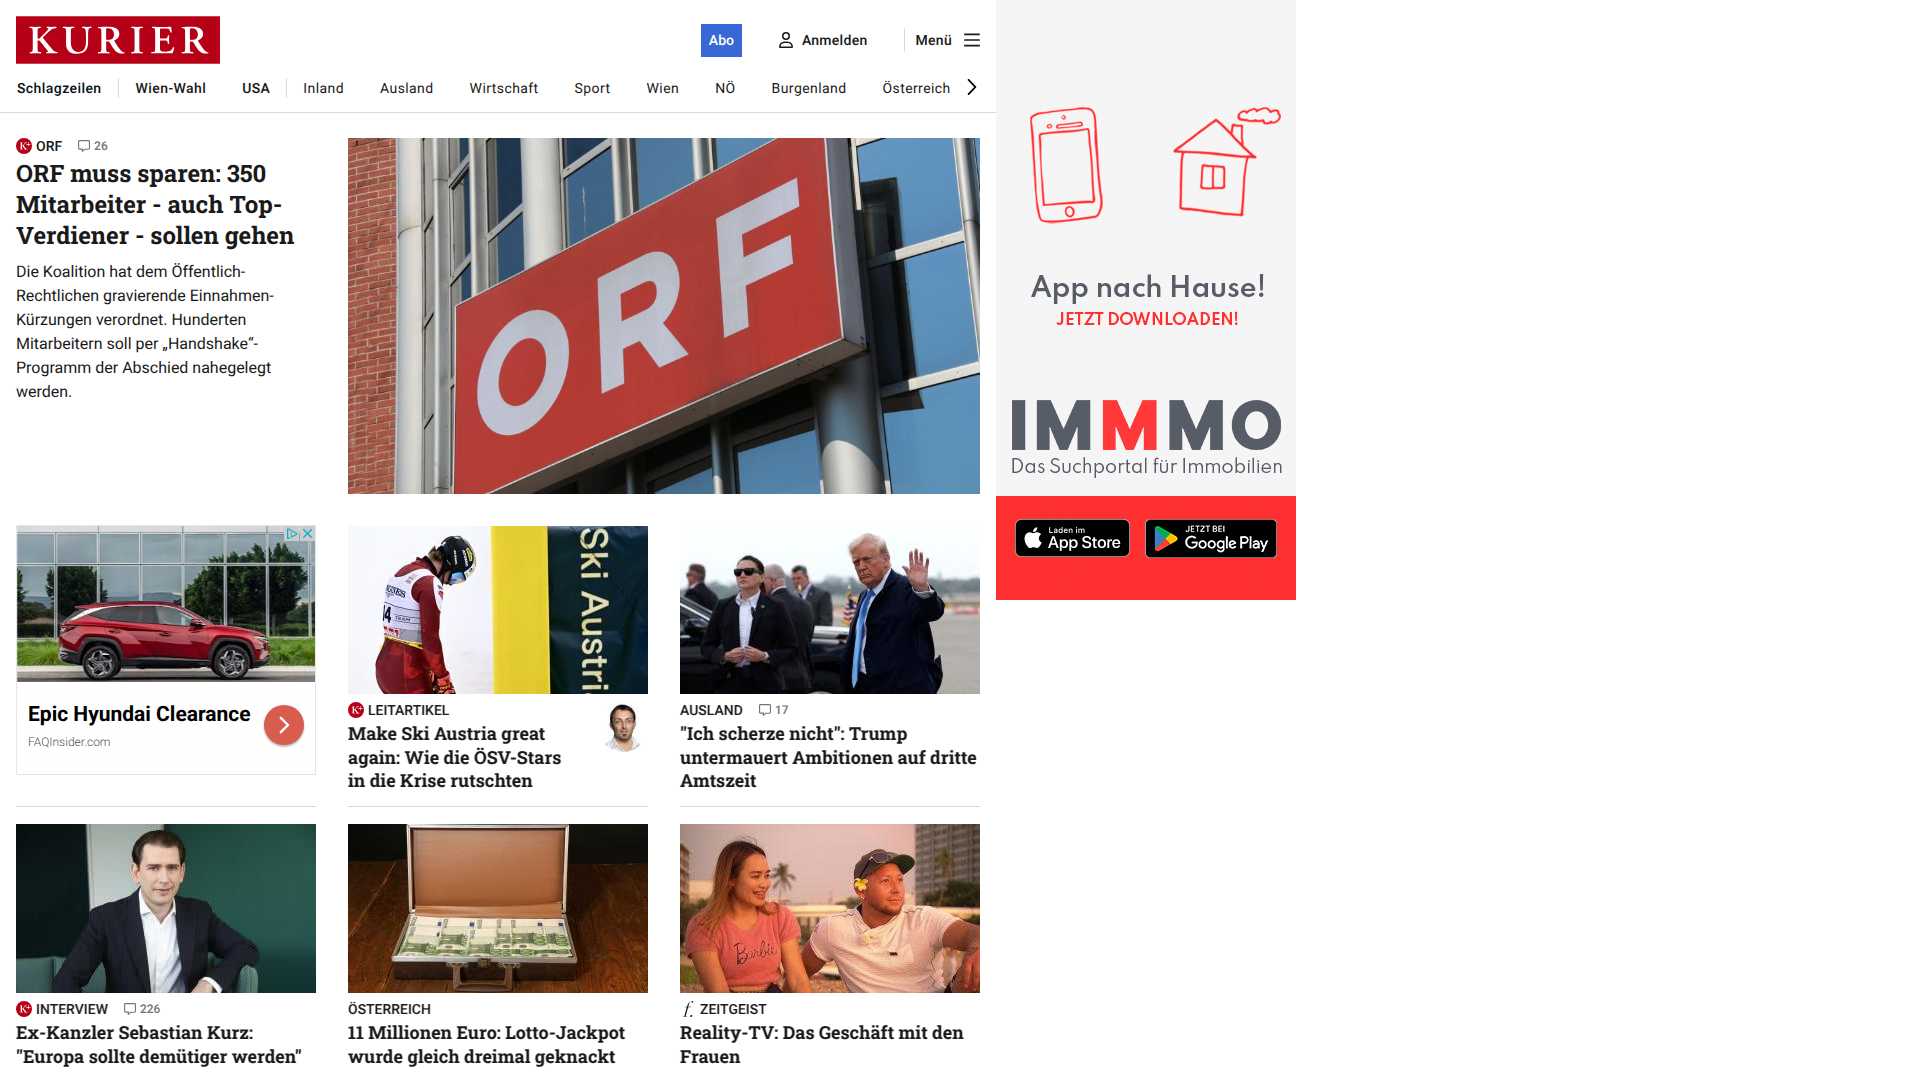 KURIER
Abo
Anmelden
Menü
Schlagzeilen
Wien-Wahl
USA
Inland
Ausland
Wirtschaft
Sport
Wien
NÖ
Burgenland
Österreich
K+ ORF 26
ORF muss sparen: 350
Mitarbeiter - auch Top-
Verdiener - sollen gehen
Die Koalition hat dem Öffentlich-
Rechtlichen gravierende Einnahmen-
Kürzungen verordnet. Hunderten
Mitarbeitern soll per „Handshake“-
Programm der Abschied nahegelegt
werden.
ORF
App nach Hause!
JETZT DOWNLOADEN!
IMMMO
Das Suchportal für Immobilien
Laden im
App Store
JETZT BEI
Google Play
Epic Hyundai Clearance
FAQInsider.com
Ski Austri
K+ LEITARTIKEL
Make Ski Austria great
again: Wie die ÖSV-Stars
in die Krise rutschten
AUSLAND 17
"Ich scherze nicht": Trump
untermauert Ambitionen auf dritte
Amtszeit
K+ INTERVIEW 226
Ex-Kanzler Sebastian Kurz:
"Europa sollte demütiger werden"
ÖSTERREICH
11 Millionen Euro: Lotto-Jackpot
wurde gleich dreimal geknackt
Barbie
f. ZEITGEIST
Reality-TV: Das Geschäft mit den
Frauen